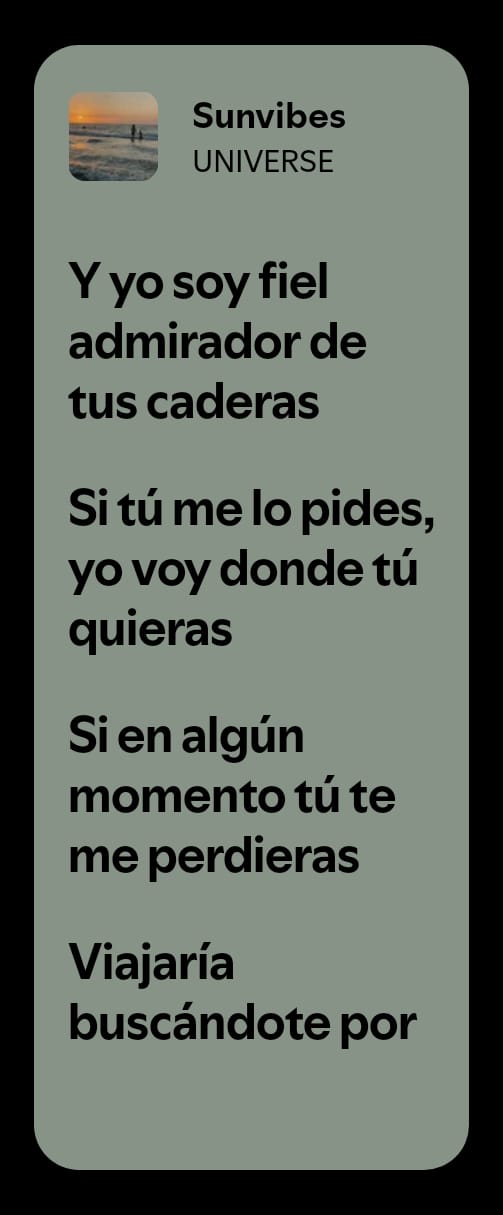 Sunvibes
UNIVERSE
Y yo soy fiel
admirador de
tus caderas
Si tú me lo pides,
yo voy donde tú
quieras
Si en algún
momento tú te
me perdieras
Viajaría
buscándote por